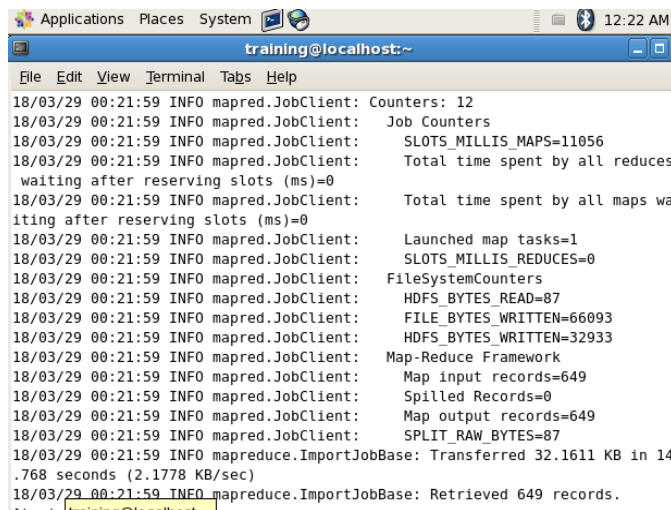 Applications Places System 12:22 AM
training@localhost:~
File Edit View Terminal Tabs Help
18/03/29 00:21:59 INFO mapred.JobClient: Counters: 12
18/03/29 00:21:59 INFO mapred.JobClient: Job Counters
18/03/29 00:21:59 INFO mapred.JobClient: SLOTS_MILLIS_MAPS=11056
18/03/29 00:21:59 INFO mapred.JobClient: Total time spent by all reduces
waiting after reserving slots (ms)=0
18/03/29 00:21:59 INFO mapred.JobClient: Total time spent by all maps wa
iting after reserving slots (ms)=0
18/03/29 00:21:59 INFO mapred.JobClient: Launched map tasks=1
18/03/29 00:21:59 INFO mapred.JobClient: SLOTS_MILLIS_REDUCES=0
18/03/29 00:21:59 INFO mapred.JobClient: FileSystemCounters
18/03/29 00:21:59 INFO mapred.JobClient: HDFS_BYTES_READ=87
18/03/29 00:21:59 INFO mapred.JobClient: FILE_BYTES_WRITTEN=66093
18/03/29 00:21:59 INFO mapred.JobClient: HDFS_BYTES_WRITTEN=32933
18/03/29 00:21:59 INFO mapred.JobClient: Map-Reduce Framework
18/03/29 00:21:59 INFO mapred.JobClient: Map input records=649
18/03/29 00:21:59 INFO mapred.JobClient: Spilled Records=0
18/03/29 00:21:59 INFO mapred.JobClient: Map output records=649
18/03/29 00:21:59 INFO mapred.JobClient: SPLIT_RAW_BYTES=87
18/03/29 00:21:59 INFO mapreduce.ImportJobBase: Transferred 32.1611 KB in 14
.768 seconds (2.1778 KB/sec)
18/03/29 00:21:59 INFO mapreduce.ImportJobBase: Retrieved 649 records.